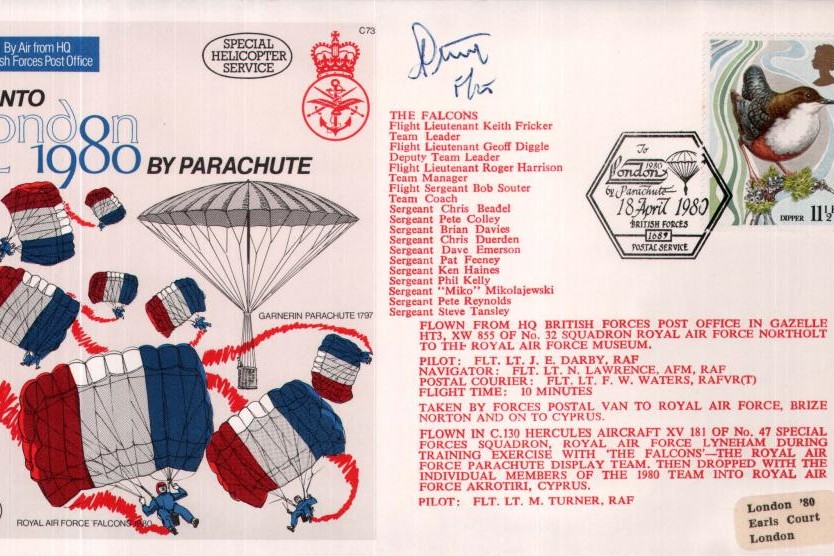 By Air from HQ
sh Forces Post Office
SPECIAL
HELICOPTER
SERVICE
C73
INTO
London
1980 BY PARACHUTE
GARNERIN PARACHUTE 1797
ROYAL AIR FORCE 'FALCONS' 1980
THE FALCONS
Flight Lieutenant Keith Fricker
Team Leader
Flight Lieutenant Geoff Diggle
Deputy Team Leader
Flight Lieutenant Roger Harrison
Team Manager
Flight Sergeant Bob Souter
Team Coach
Sergeant Chris Beadel
Sergeant Pete Colley
Sergeant Brian Davies
Sergeant Chris Duerden
Sergeant Dave Emerson
Sergeant Pat Feeney
Sergeant Ken Haines
Sergeant Phil Kelly
Sergeant "Miko" Mikolajewski
Sergeant Pete Reynolds
Sergeant Steve Tansley
To
London 1980
by Parachute
18 April 1980
BRITISH FORCES
1689
POSTAL SERVICE
DIPPER 11½
FLOWN FROM HQ BRITISH FORCES POST OFFICE IN GAZELLE
HT3, XW 855 OF No. 32 SQUADRON ROYAL AIR FORCE NORTHOLT
TO THE ROYAL AIR FORCE MUSEUM.
PILOT: FLT. LT. J. E. DARBY, RAF
NAVIGATOR: FLT. LT. N. LAWRENCE, AFM, RAF
POSTAL COURIER: FLT. LT. F. W. WATERS, RAFVR(T)
FLIGHT TIME: 10 MINUTES
TAKEN BY FORCES POSTAL VAN TO ROYAL AIR FORCE, BRIZE
NORTON AND ON TO CYPRUS.
FLOWN IN C.130 HERCULES AIRCRAFT XV 181 OF No. 47 SPECIAL
FORCES SQUADRON, ROYAL AIR FORCE LYNEHAM DURING
TRAINING EXERCISE WITH 'THE FALCONS'—THE ROYAL AIR
FORCE PARACHUTE DISPLAY TEAM. THEN DROPPED WITH THE
INDIVIDUAL MEMBERS OF THE 1980 TEAM INTO ROYAL AIR
FORCE AKROTIRI, CYPRUS.
PILOT: FLT. LT. M. TURNER, RAF
London '80
Earls Court
London